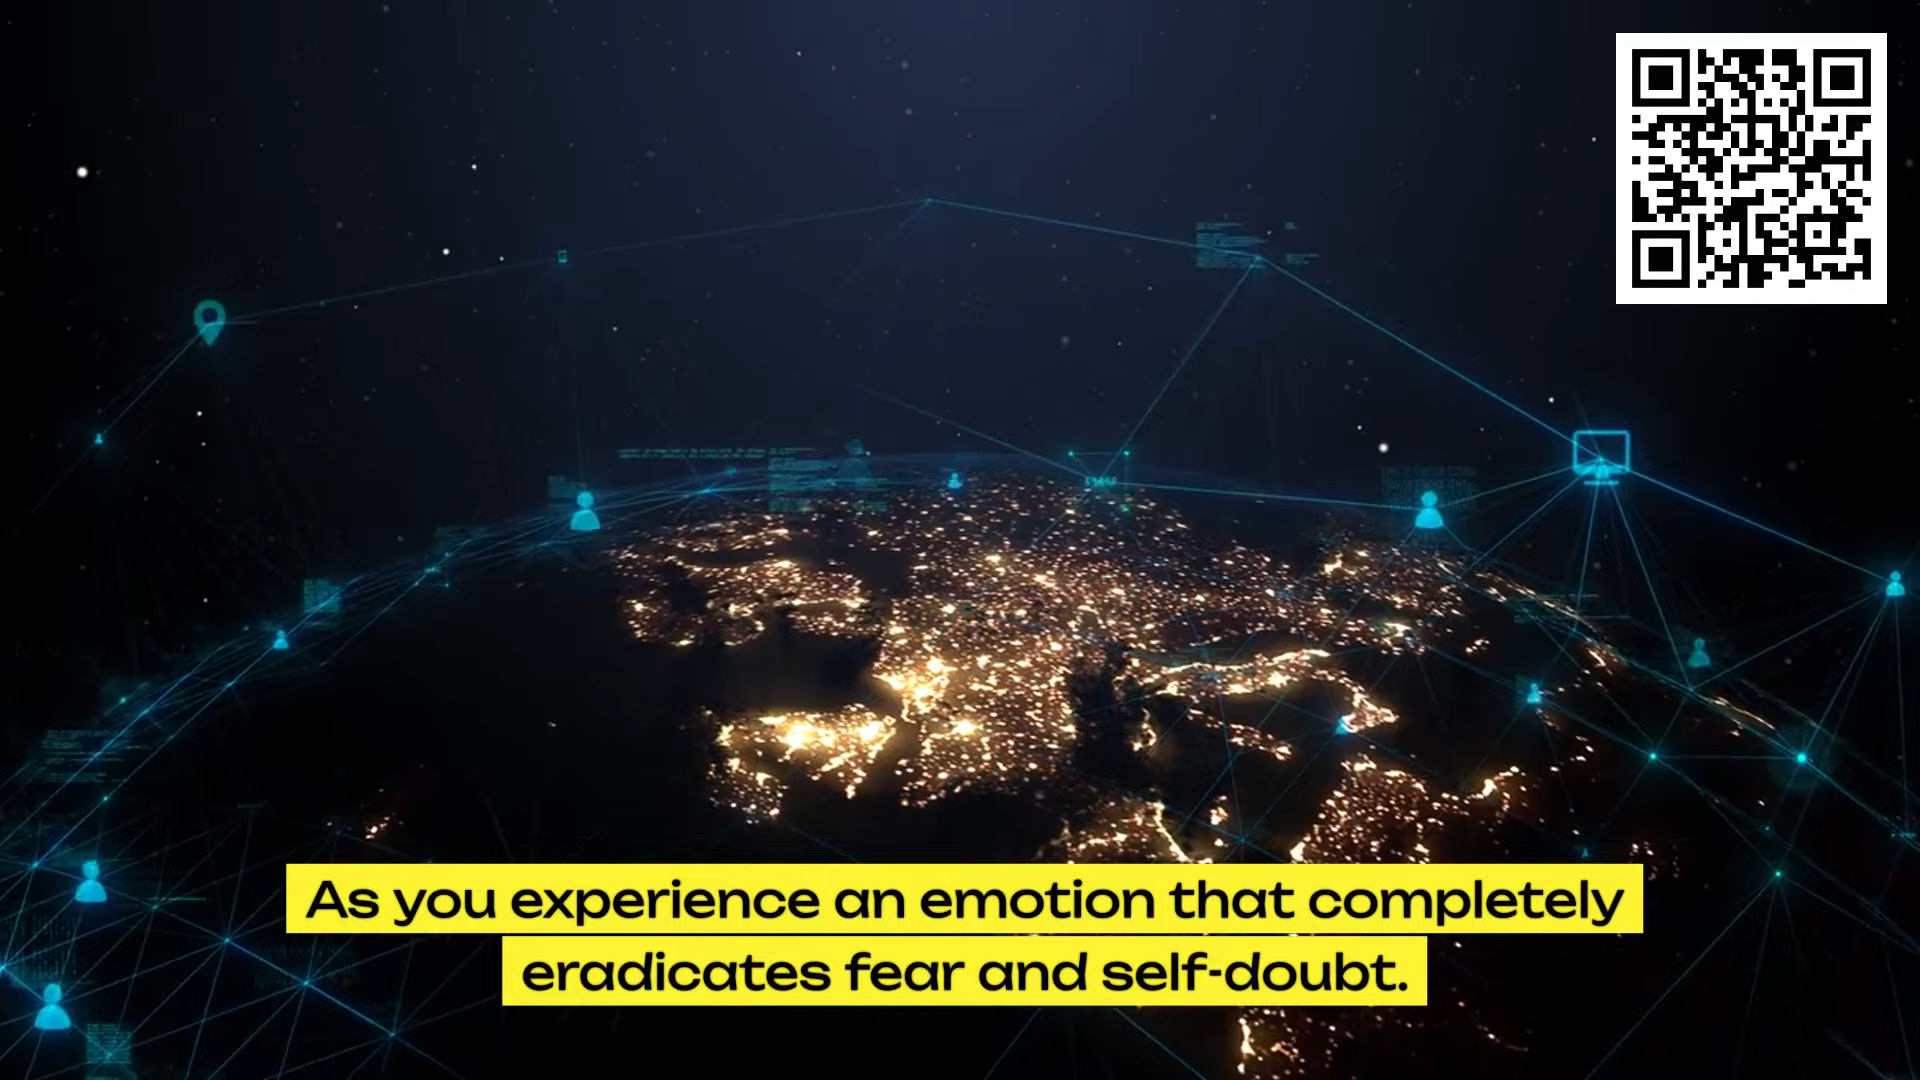 As you experience an emotion that completely
eradicates fear and self-doubt.